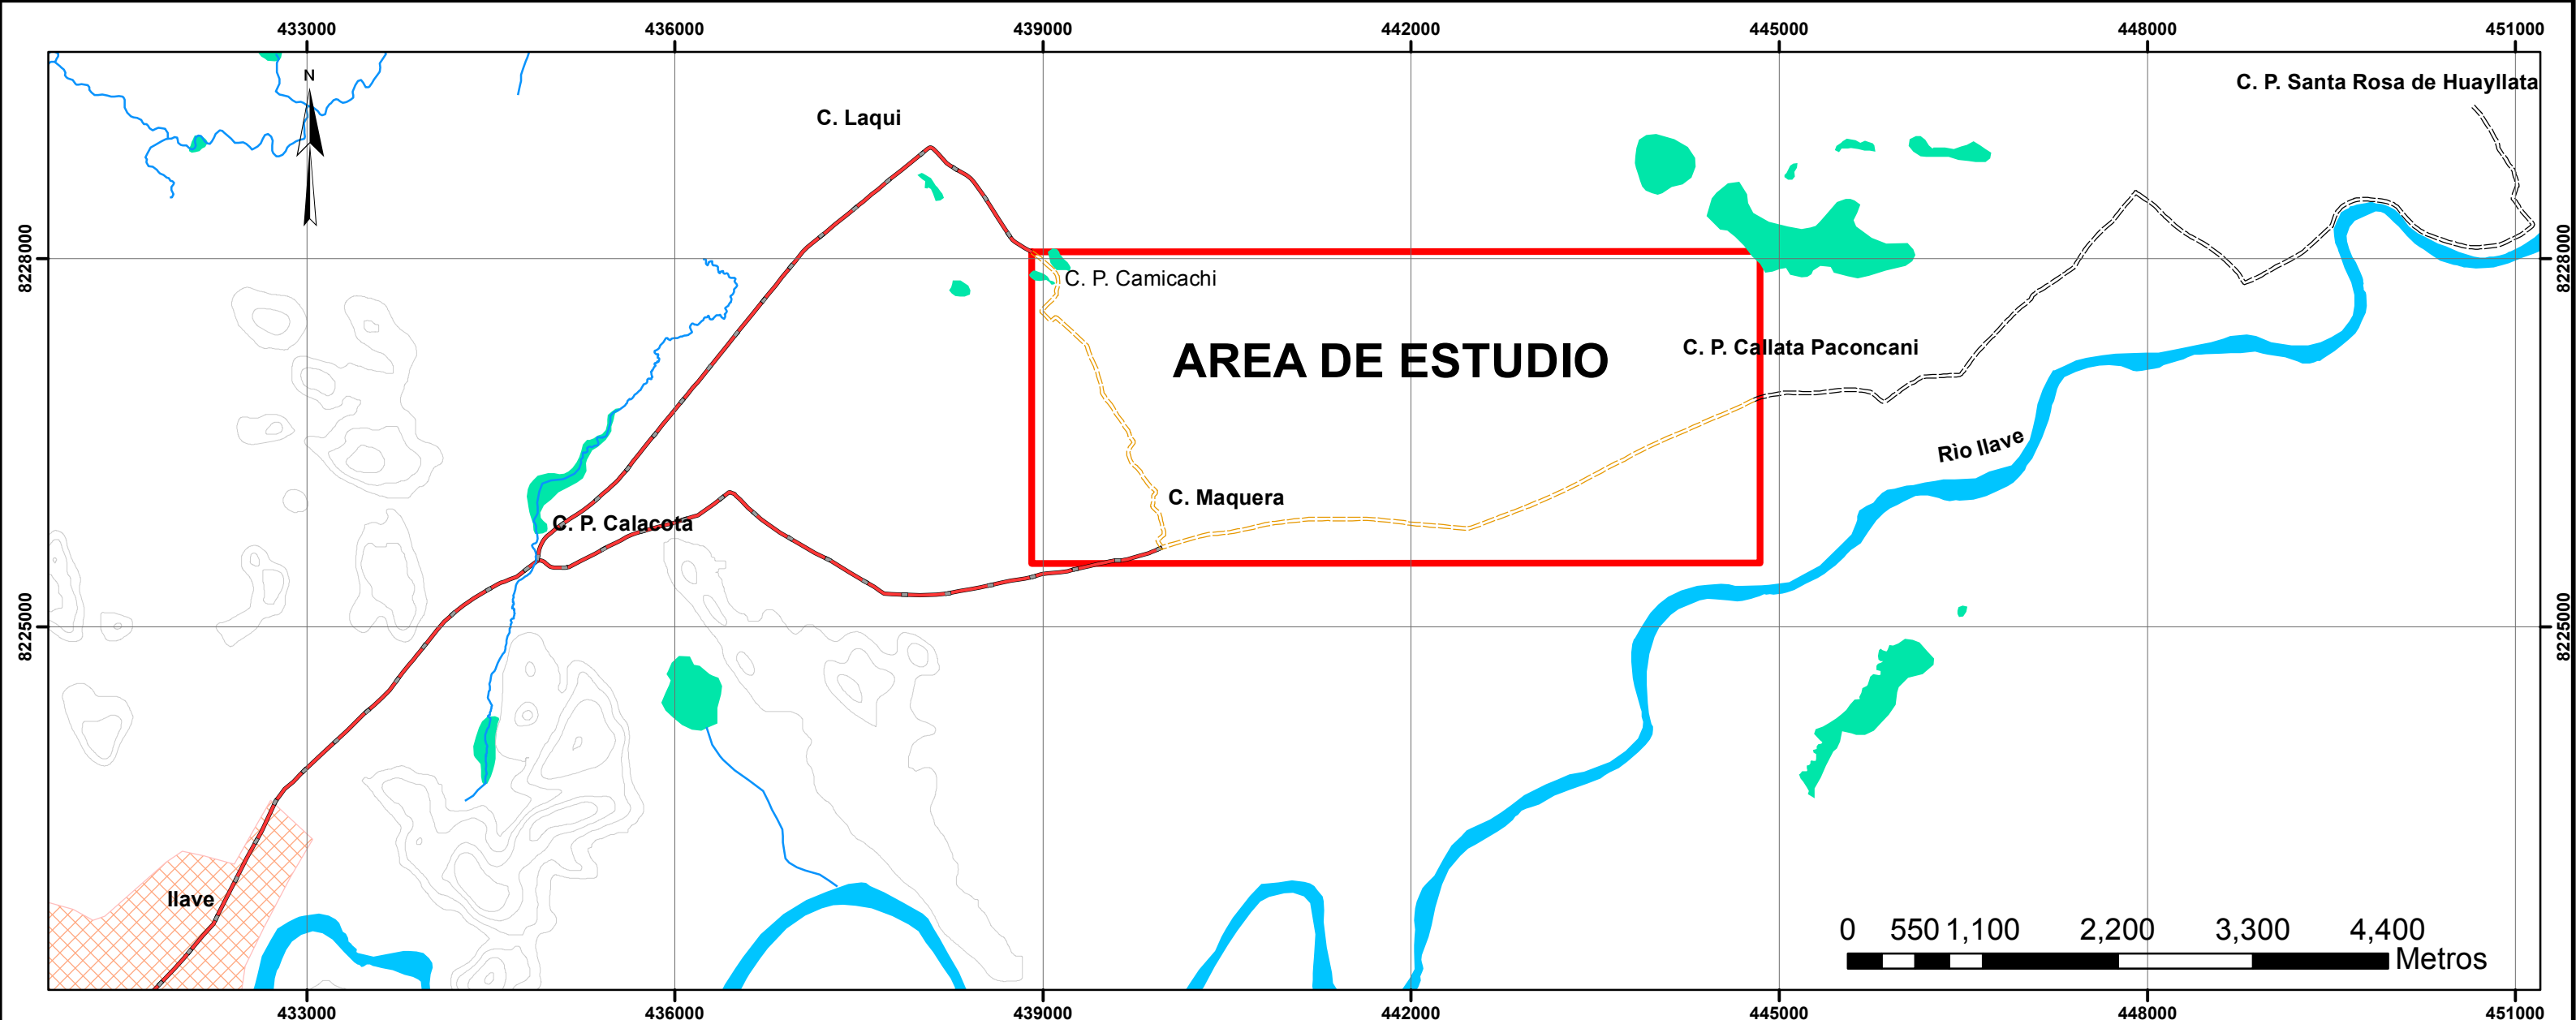 433000 436000 439000 442000 445000 448000 451000
N
C. P. Santa Rosa de Huayllata
C. Laqui
8228000 8228000
C. P. Camicachi
AREA DE ESTUDIO
C. P. Callata Paconcani
Rìo Ilave
C. Maquera
C. P. Calacota
8225000 8225000
Ilave
0 550 1,100 2,200 3,300 4,400
Metros
433000 436000 439000 442000 445000 448000 451000